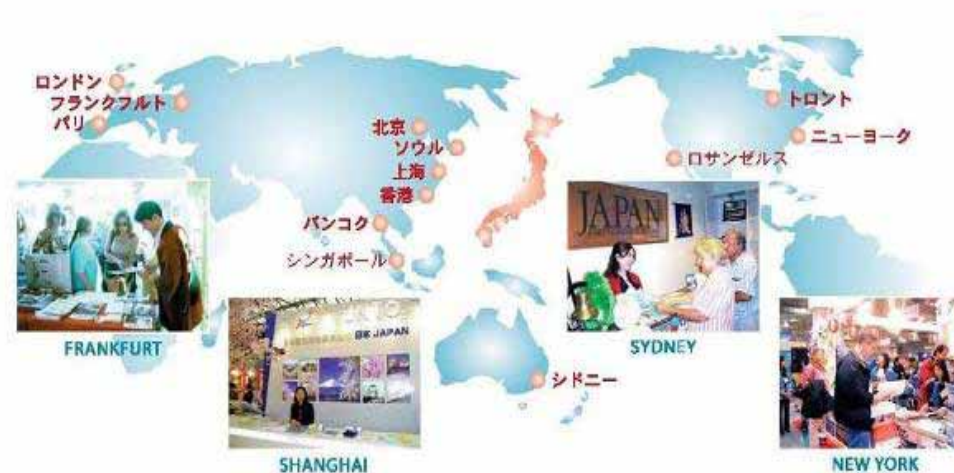 ロンドン
フランクフルト
パリ
北京
ソウル
上海
香港
バンコク
シンガポール
トロント
ニューヨーク
ロサンゼルス
シドニー
JAPAN
FRANKFURT
JAPAN
SHANGHAI
SYDNEY
NEW YORK